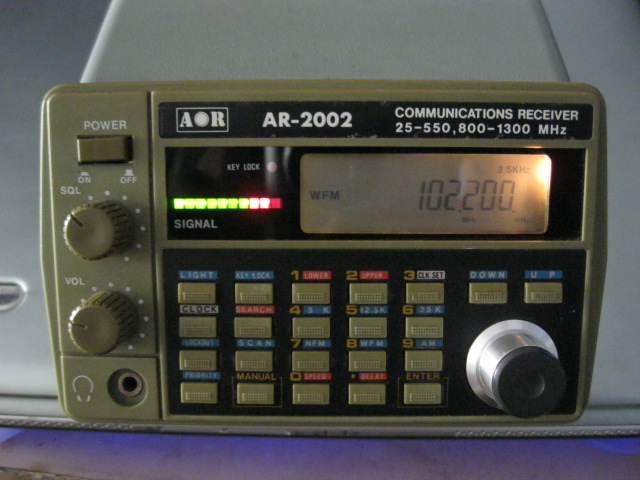 POWER
ON OFF
SQL
VOL
AOR AR-2002 COMMUNICATIONS RECEIVER
25-550,800-1300 MHz
KEY LOCK
SIGNAL
2.5KHz
WFM 102.200
LIGHT KEY LOCK 1 LOWER 2 UPPER 3 CLK SET DOWN UP
CLOCK SEARCH 4 5 K 5 12.5K 6 25K
LOCKOUT SCAN 7 NFM 8 WFM 9 AM
PRIORITY MANUAL 0 SPEED • DELAY ENTER